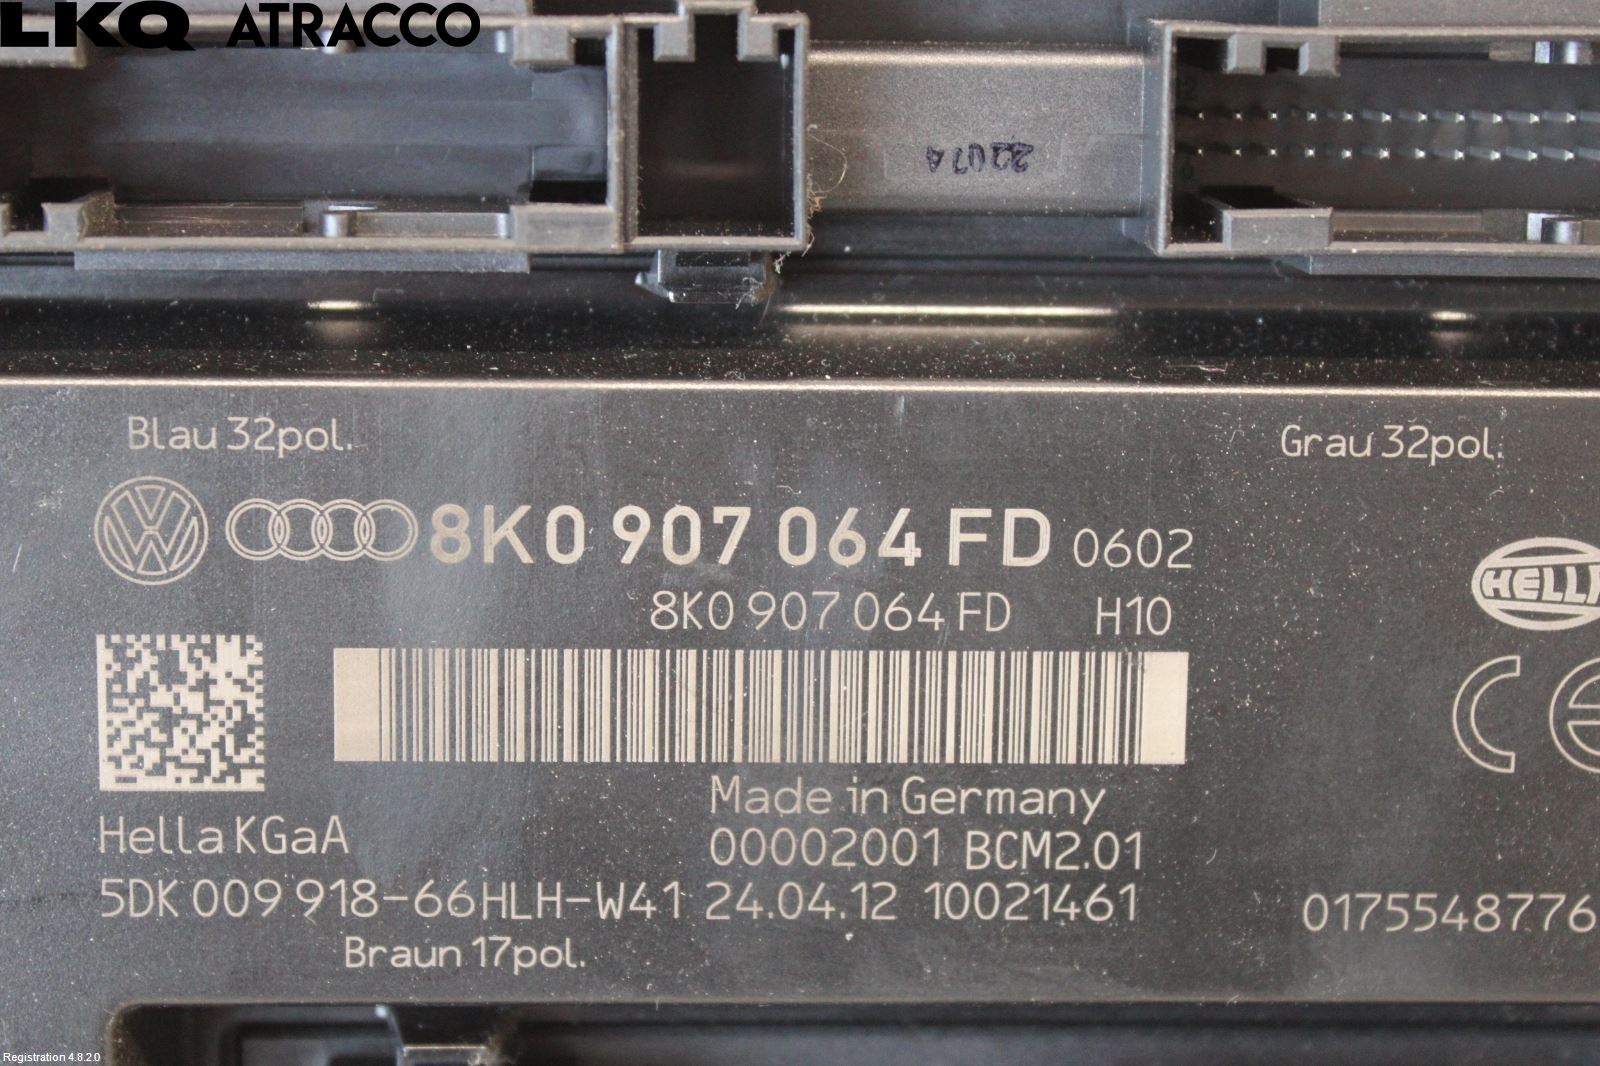 LKQ ATRACCO
22074
Blau 32pol.
Grau 32pol.
8K0 907 064 FD 0602
8K0 907 064 FD H10
HELLA
CE
Made in Germany
Hella KGaA
00002001 BCM2.01
5DK 009 918-66HLH-W41 24.04.12 10021461
0175548776
Braun 17pol.
Registration 4.8.2.0